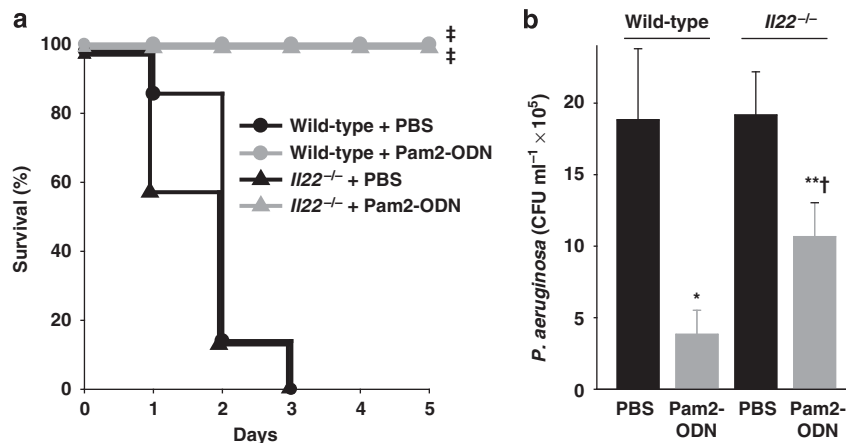 a
Survival (%)
100
80
60
40
20
0
0 1 2 3 4 5
Days
‡
‡
Wild-type + PBS
Wild-type + Pam2-ODN
Il22⁻/⁻ + PBS
Il22⁻/⁻ + Pam2-ODN
b
Wild-type Il22⁻/⁻
P. aeruginosa (CFU ml⁻¹ × 10⁵)
20
15
10
5
0
*
**†
PBS Pam2-ODN PBS Pam2-ODN